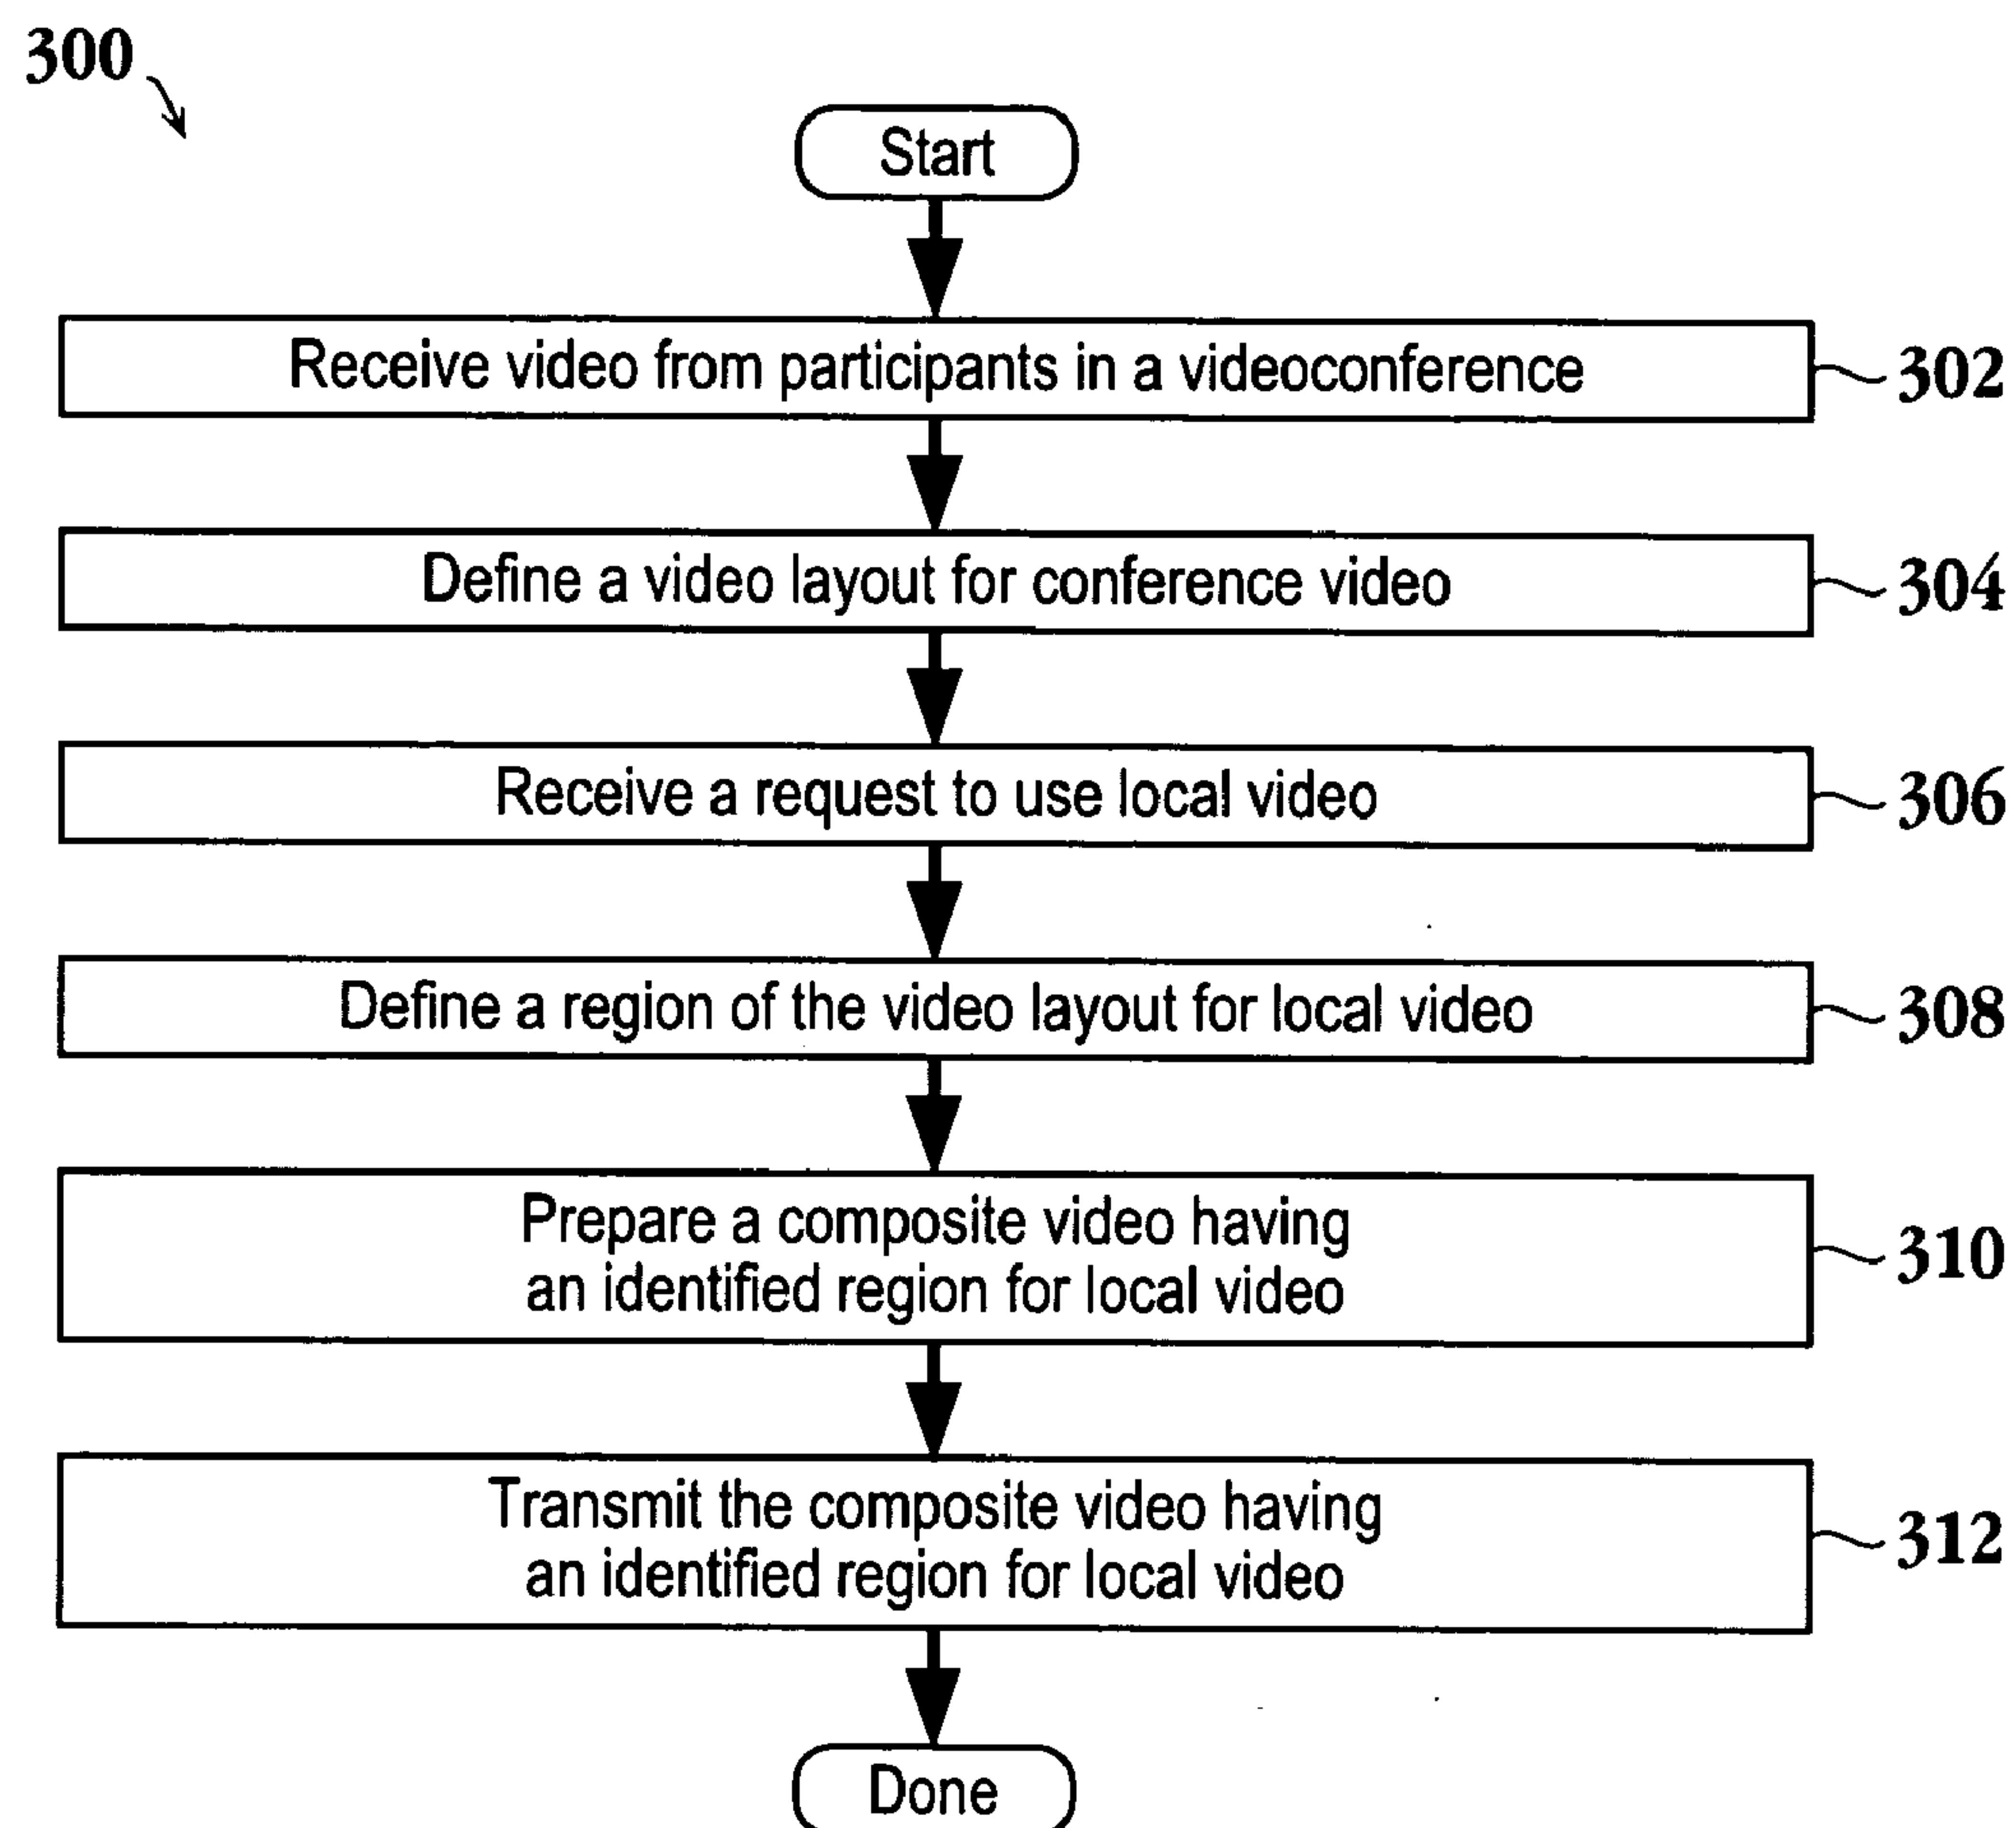 300
Start
Receive video from participants in a videoconference
302
Define a video layout for conference video
304
Receive a request to use local video
306
Define a region of the video layout for local video
308
Prepare a composite video having
an identified region for local video
310
Transmit the composite video having
an identified region for local video
312
Done